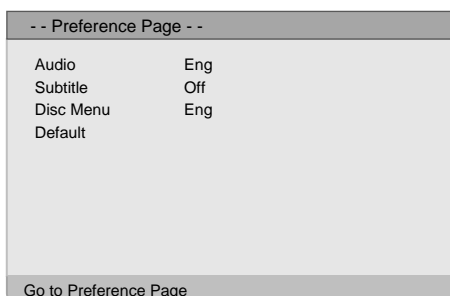 - - Preference Page - -
Audio Eng
Subtitle Off
Disc Menu Eng
Default
Go to Preference Page